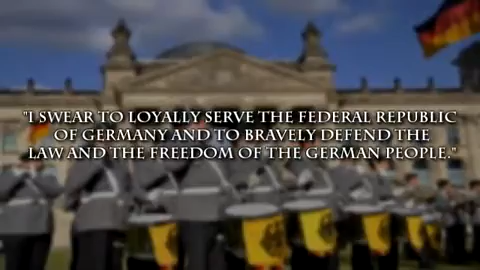 "I SWEAR TO LOYALLY SERVE THE FEDERAL REPUBLIC
OF GERMANY AND TO BRAVELY DEFEND THE
LAW AND THE FREEDOM OF THE GERMAN PEOPLE."